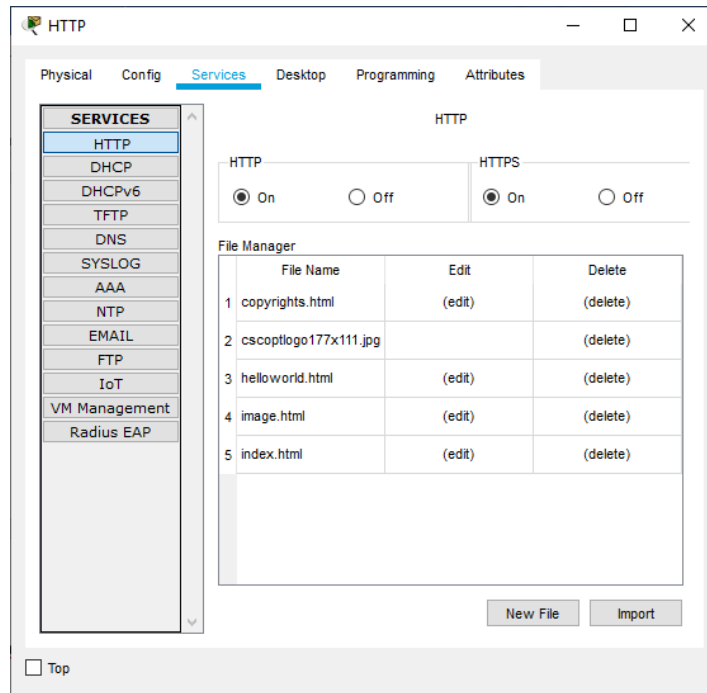 HTTP
Physical Config Services Desktop Programming Attributes
SERVICES
HTTP
DHCP
DHCPv6
TFTP
DNS
SYSLOG
AAA
NTP
EMAIL
FTP
IoT
VM Management
Radius EAP
HTTP
HTTP
On Off
HTTPS
On Off
File Manager
File Name Edit Delete
1 copyrights.html (edit) (delete)
2 cscoptlogo177x111.jpg (delete)
3 helloworld.html (edit) (delete)
4 image.html (edit) (delete)
5 index.html (edit) (delete)
New File Import
Top